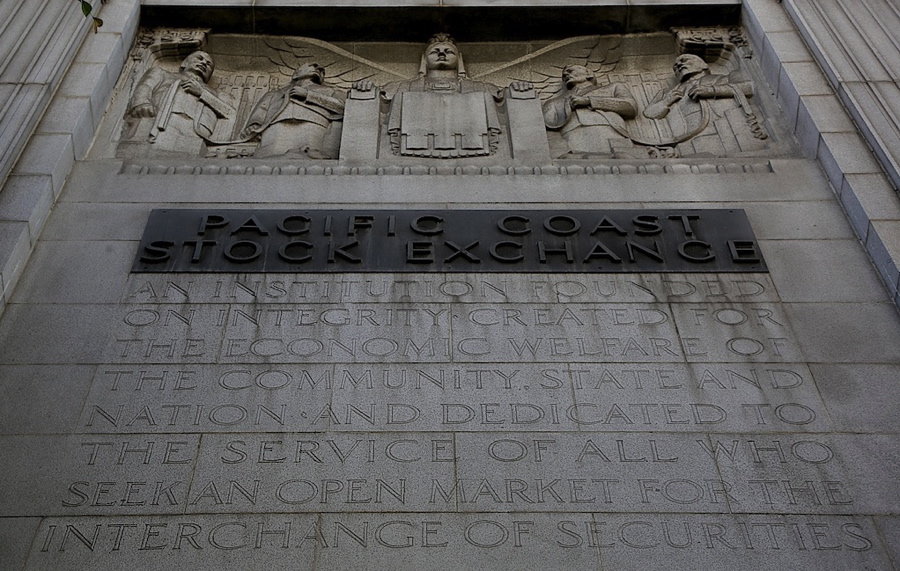 PACIFIC COAST
STOCK EXCHANGE
AN INSTITUTION FOUNDED
ON INTEGRITY·CREATED FOR
THE ECONOMIC WELFARE OF
THE COMMUNITY, STATE AND
NATION·AND DEDICATED TO
THE SERVICE OF ALL WHO
SEEK AN OPEN MARKET FOR THE
INTERCHANGE OF SECURITIES